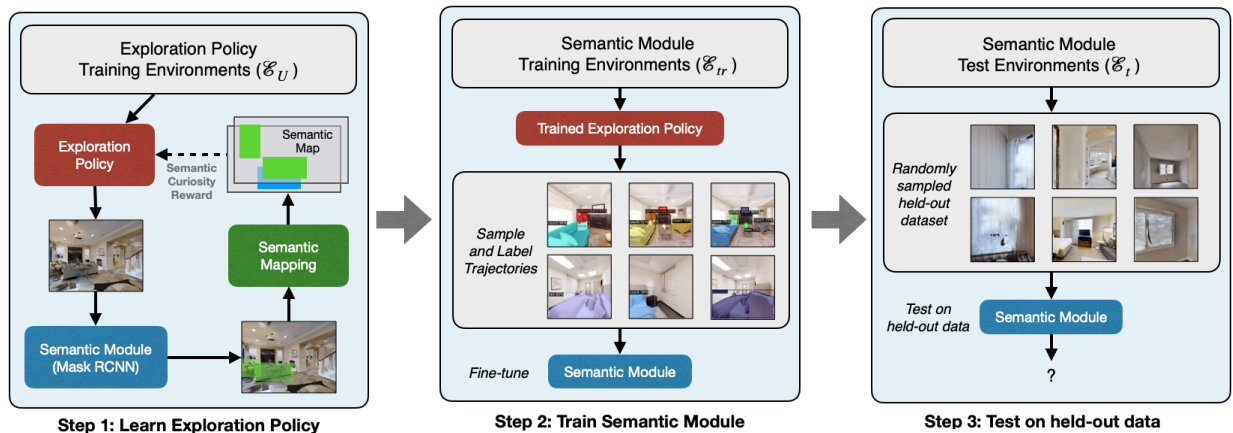 Exploration Policy
Training Environments (ℰ_U)
Exploration
Policy
Semantic
Map
Semantic
Curiosity
Reward
Semantic
Mapping
Semantic Module
(Mask RCNN)
Step 1: Learn Exploration Policy
Semantic Module
Training Environments (ℰ_tr)
Trained Exploration Policy
Sample
and Label
Trajectories
Fine-tune
Semantic Module
Step 2: Train Semantic Module
Semantic Module
Test Environments (ℰ_t)
Randomly
sampled
held-out
dataset
Test on
held-out data
Semantic Module
?
Step 3: Test on held-out data